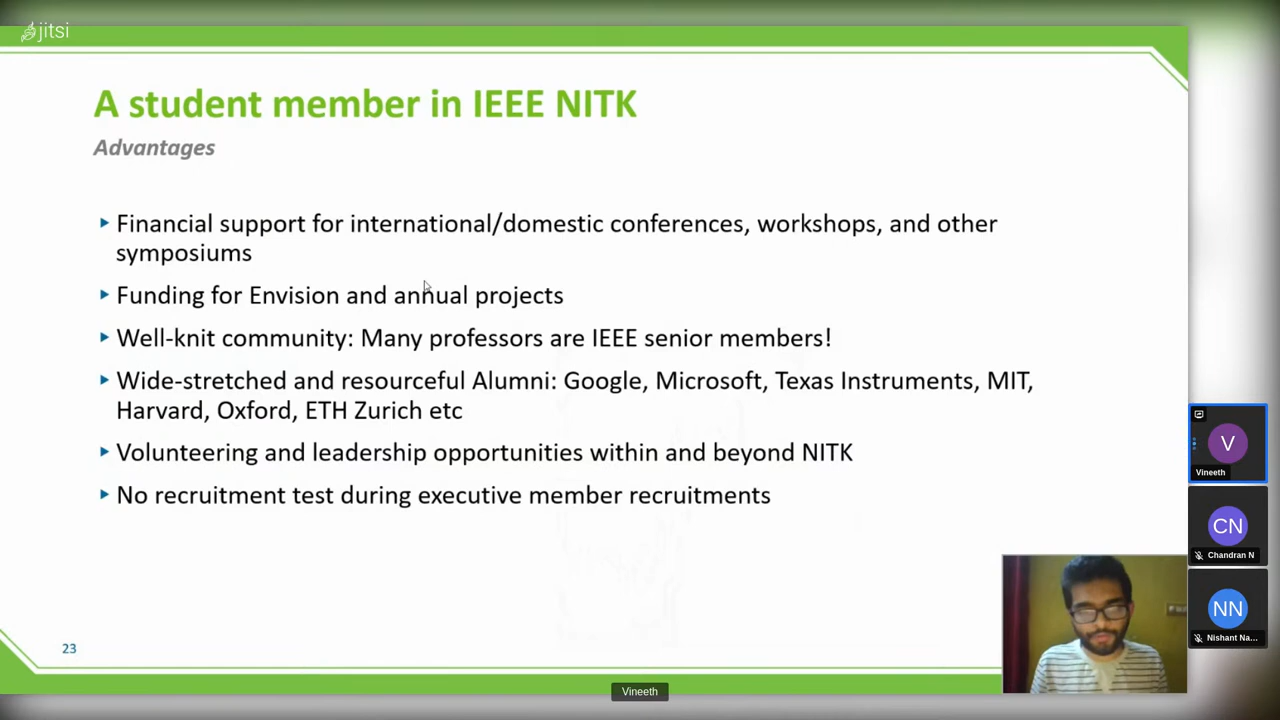 jitsi
A student member in IEEE NITK
Advantages
Financial support for international/domestic conferences, workshops, and other
symposiums
Funding for Envision and annual projects
Well-knit community: Many professors are IEEE senior members!
Wide-stretched and resourceful Alumni: Google, Microsoft, Texas Instruments, MIT,
Harvard, Oxford, ETH Zurich etc
Volunteering and leadership opportunities within and beyond NITK
No recruitment test during executive member recruitments
23
V
Vineeth
CN
Chandran N
NN
Nishant Na...
Vineeth